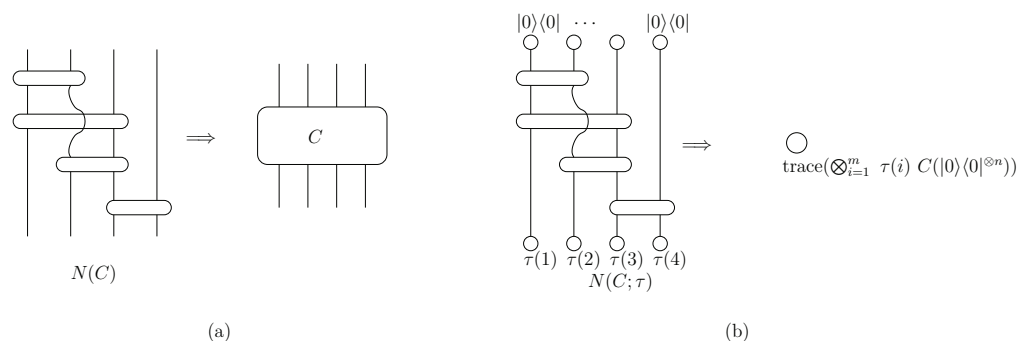 |0⟩⟨0| ⋯ |0⟩⟨0|
⟹ C
⟹
trace(⊗ᵢ₌₁ᵐ τ(i) C(|0⟩⟨0|^{⊗n}))
τ(1) τ(2) τ(3) τ(4)
N(C) N(C; τ)
(a) (b)